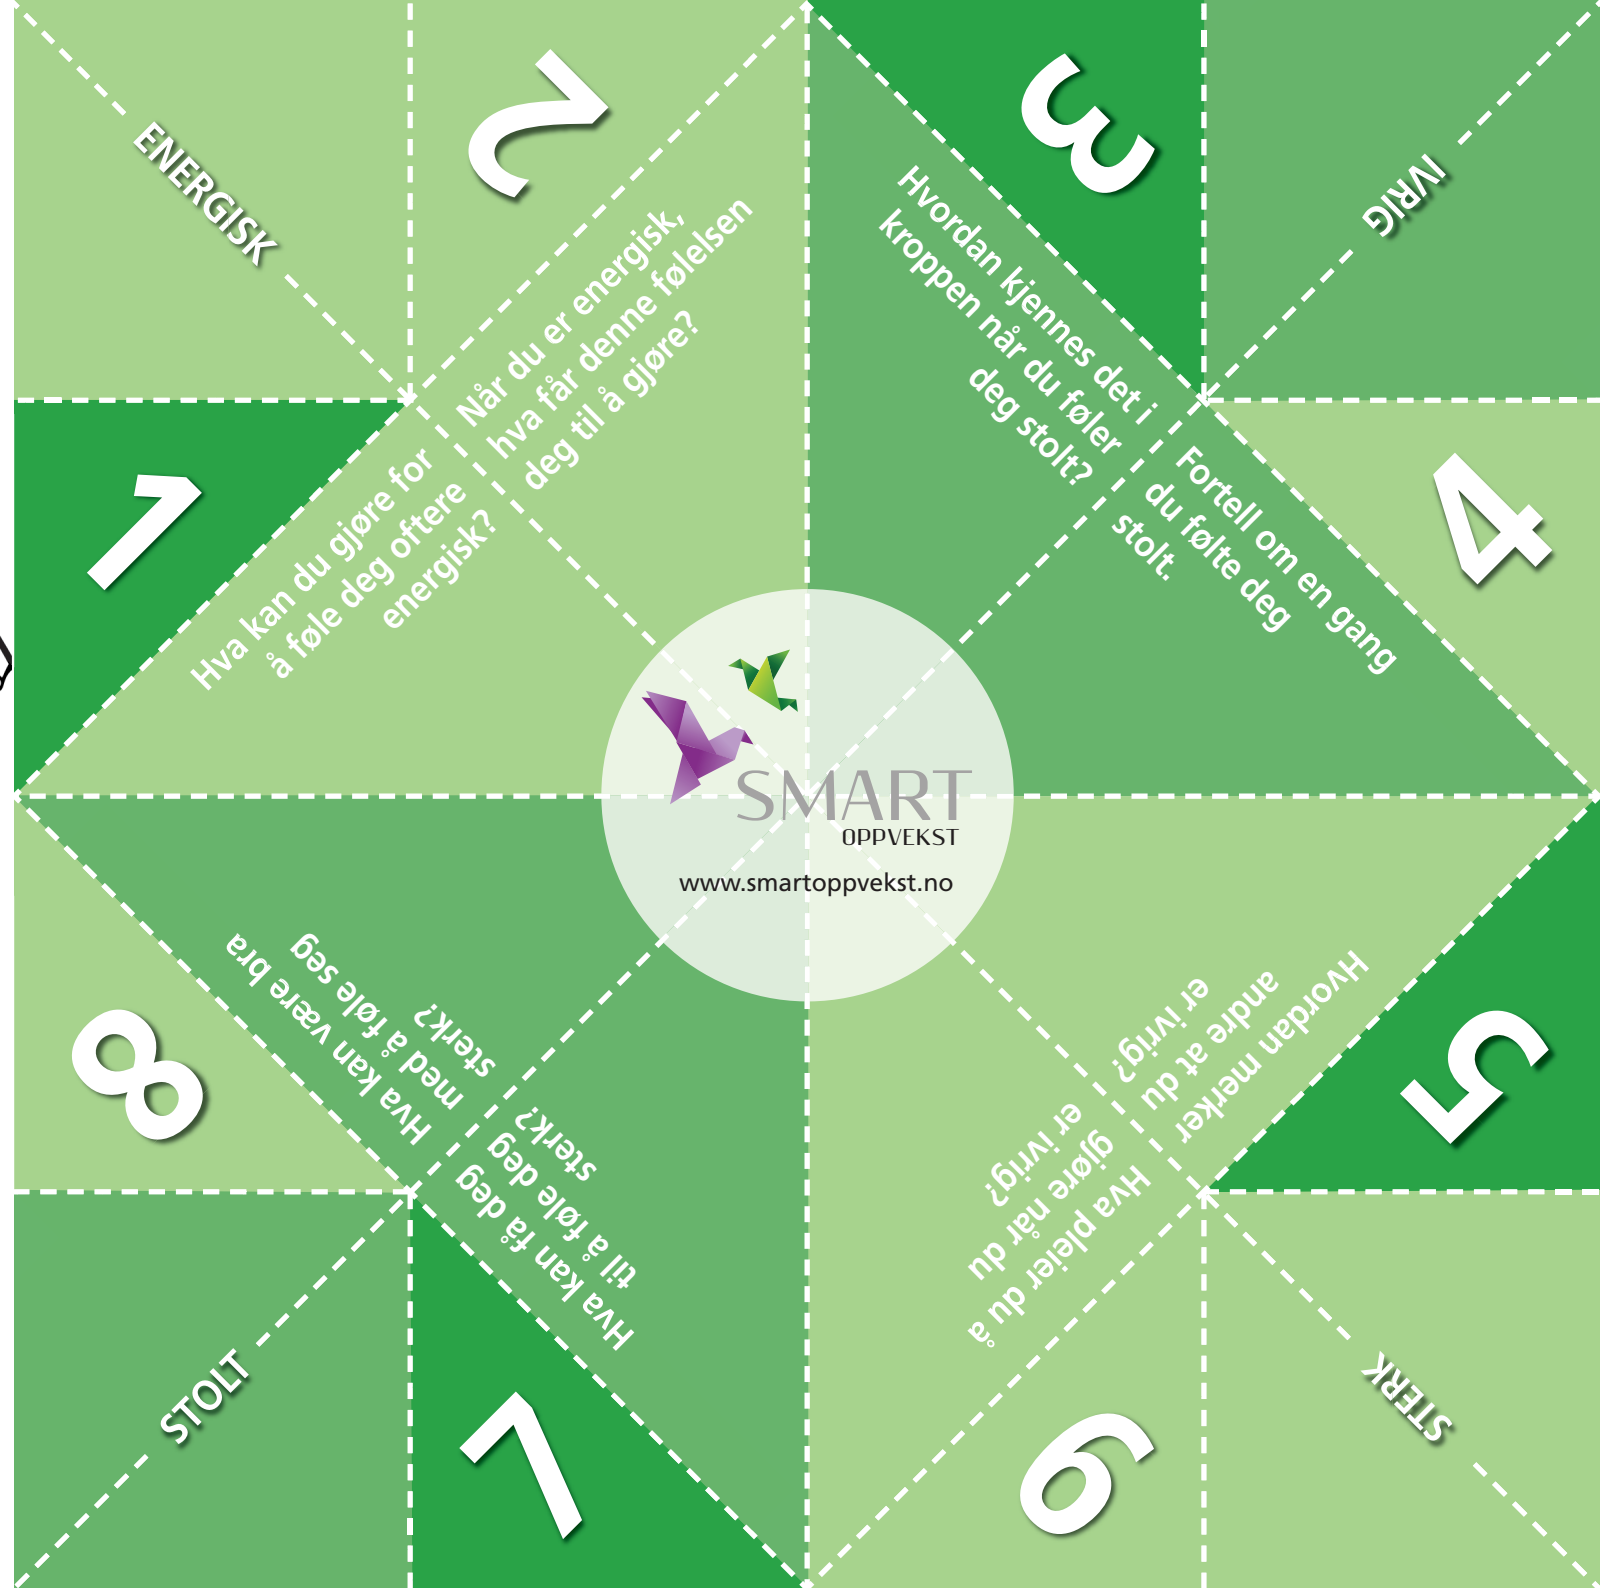 ENERGISK
2
3
IVRIG
1
4
Hva kan du gjøre for
å føle deg oftere
energisk?
Når du er energisk,
hva får denne følelsen
deg til å gjøre?
Hvordan kjennes det i
kroppen når du føler
deg stolt?
Fortell om en gang
du følte deg
stolt.
SMART
OPPVEKST
www.smartoppvekst.no
Hvordan merker
andre at du
er ivrig?
Hva pleier du å
gjøre når du
er ivrig?
Hva kan få deg
til å føle deg
sterk?
Hva kan være bra
med å føle seg
sterk?
8
5
STOLT
7
6
STERK